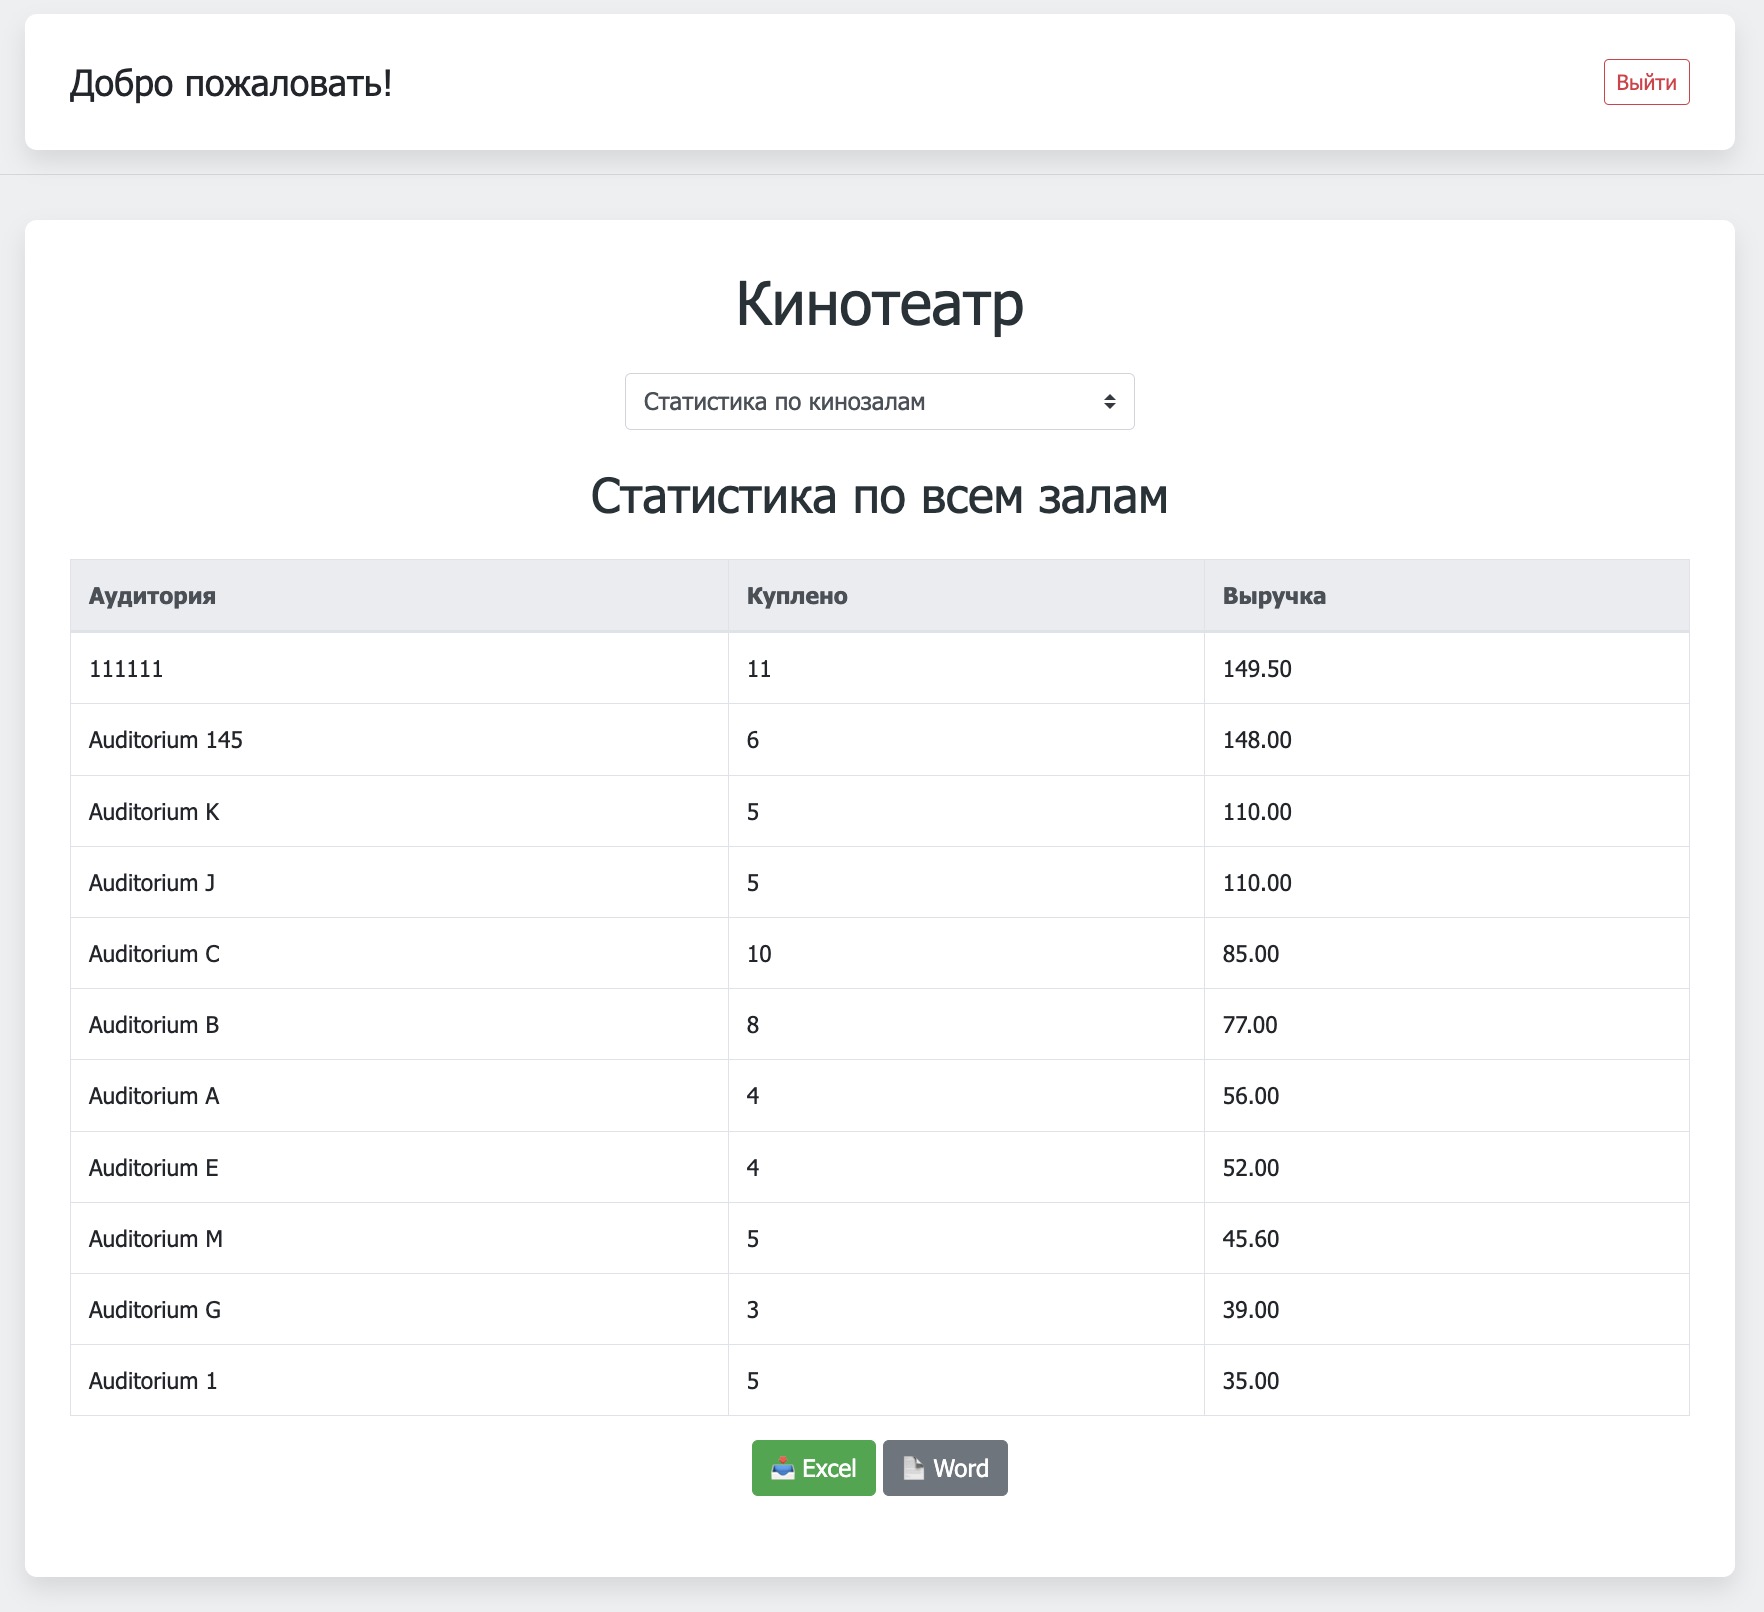 Добро пожаловать!
Выйти
Кинотеатр
Статистика по кинозалам
Статистика по всем залам
Аудитория Куплено Выручка
111111 11 149.50
Auditorium 145 6 148.00
Auditorium K 5 110.00
Auditorium J 5 110.00
Auditorium C 10 85.00
Auditorium B 8 77.00
Auditorium A 4 56.00
Auditorium E 4 52.00
Auditorium M 5 45.60
Auditorium G 3 39.00
Auditorium 1 5 35.00
Excel Word